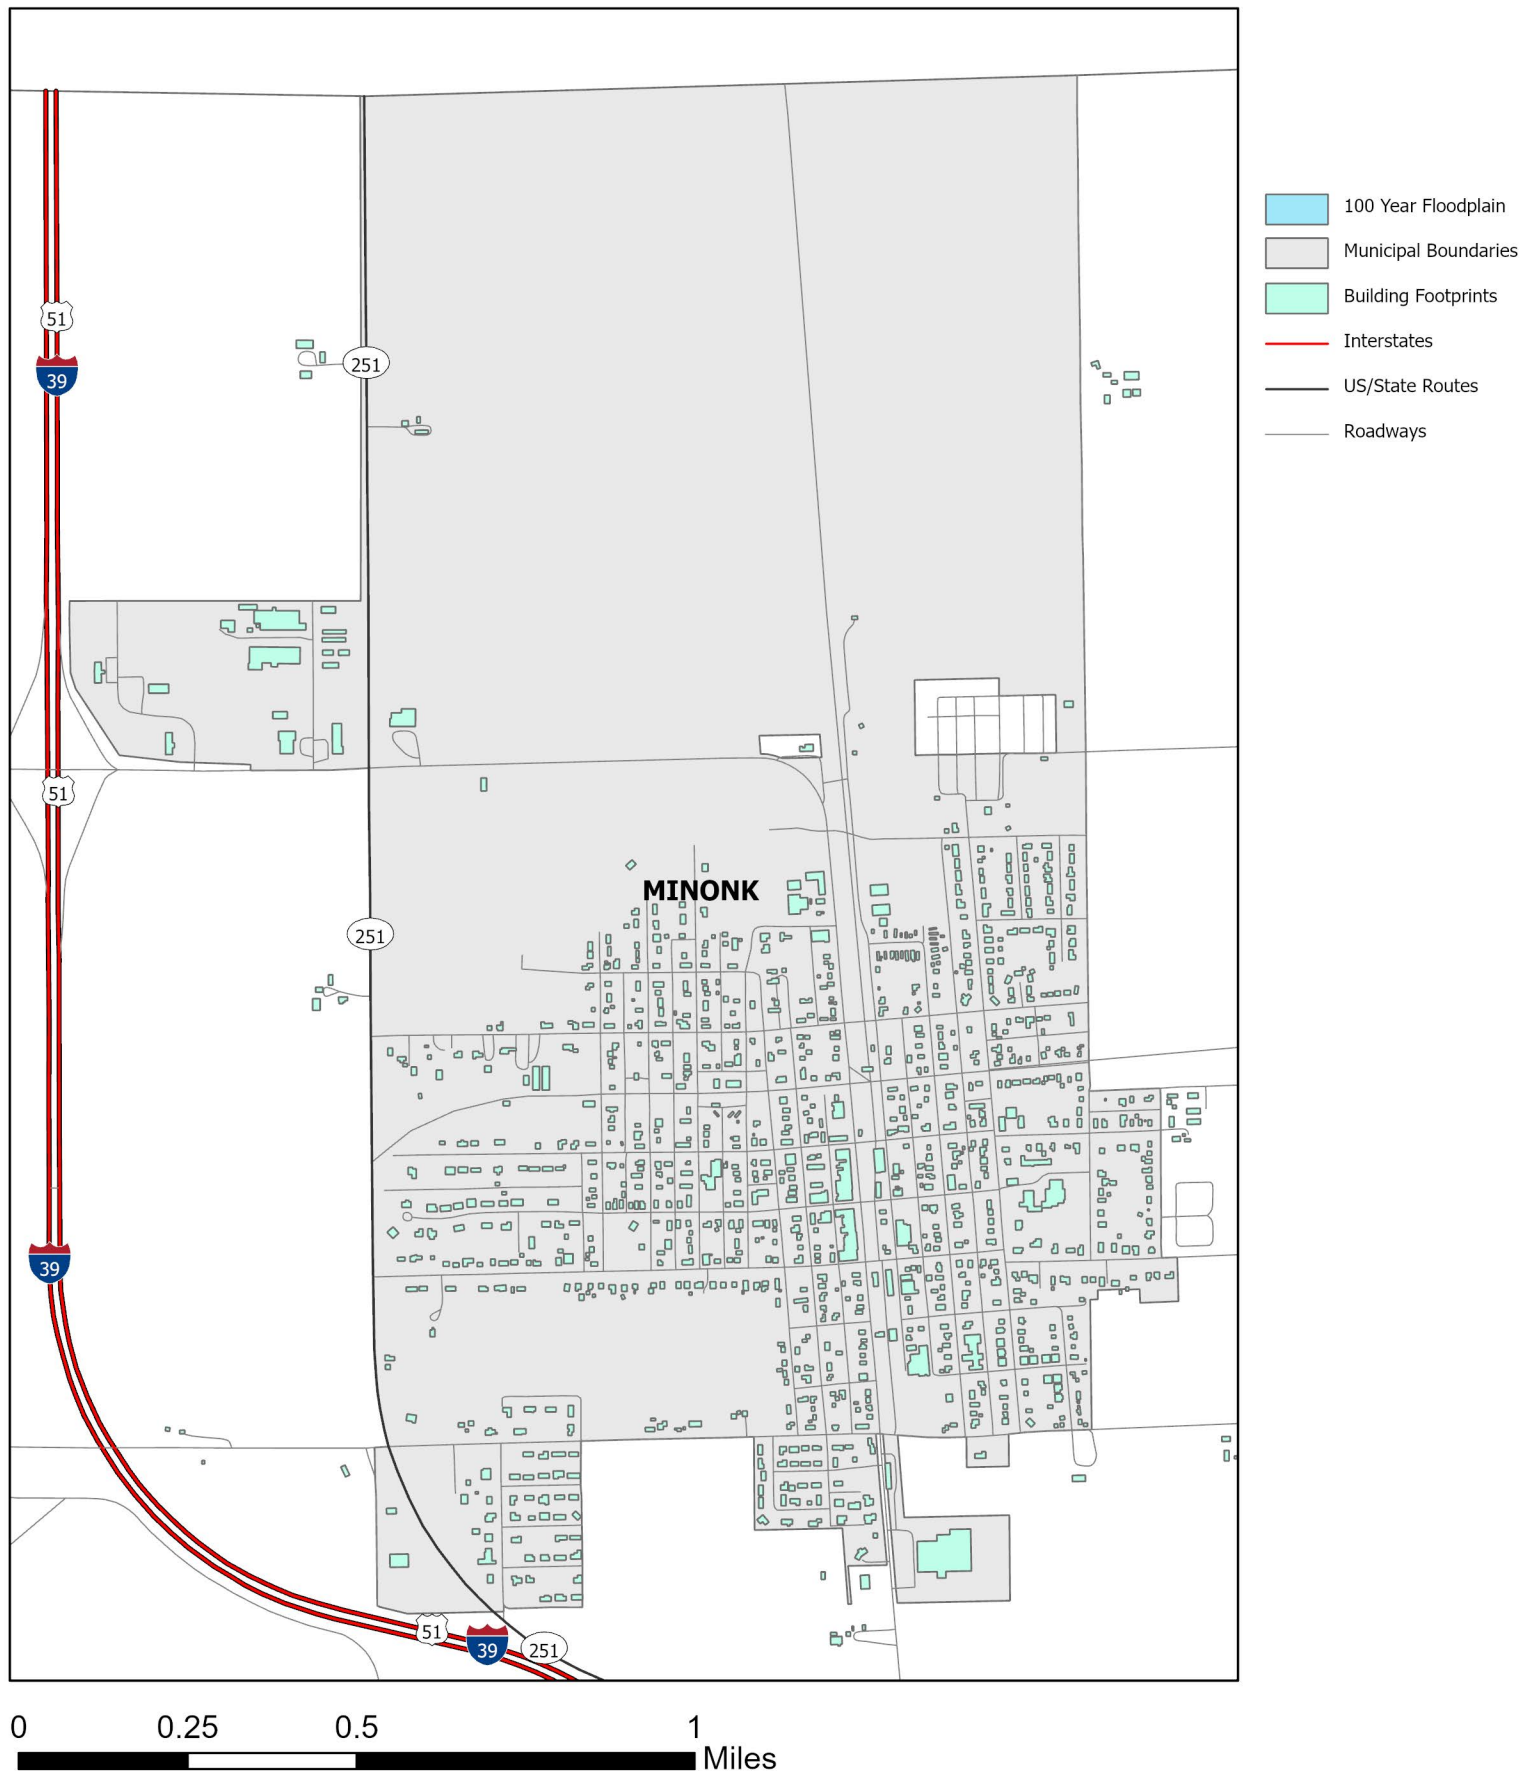 100 Year Floodplain
Municipal Boundaries
Building Footprints
51
Interstates
251
39
US/State Routes
Roadways
51
MINONK
251
39
51
39
251
0 0.25 0.5 1
Miles